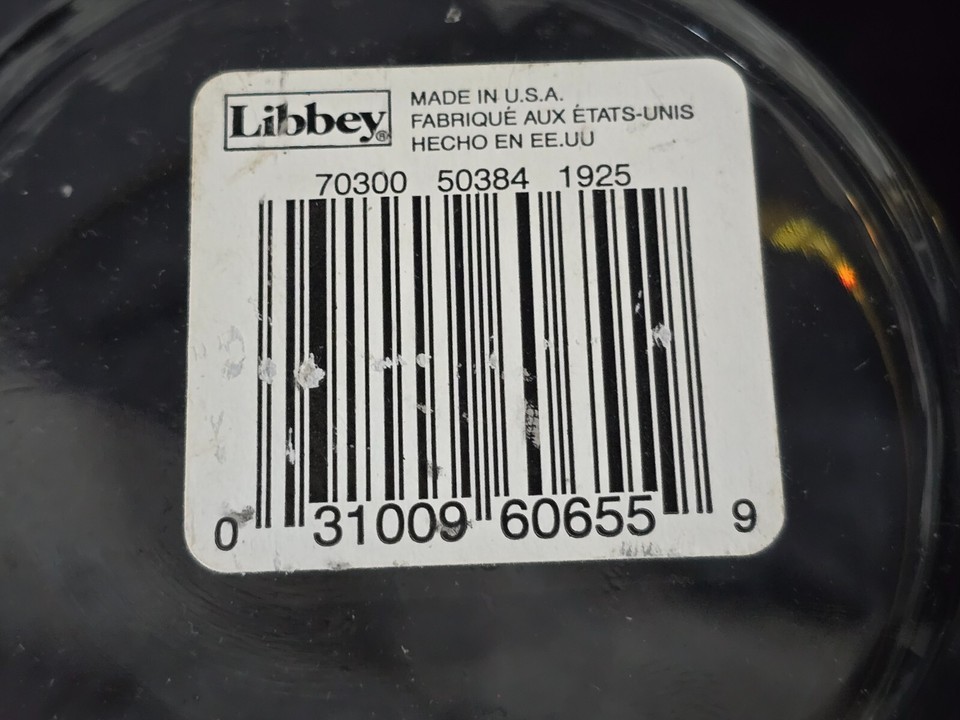 Libbey®
MADE IN U.S.A.
FABRIQUÉ AUX ÉTATS-UNIS
HECHO EN EE.UU
70300 50384 1925
0 31009 60655 9